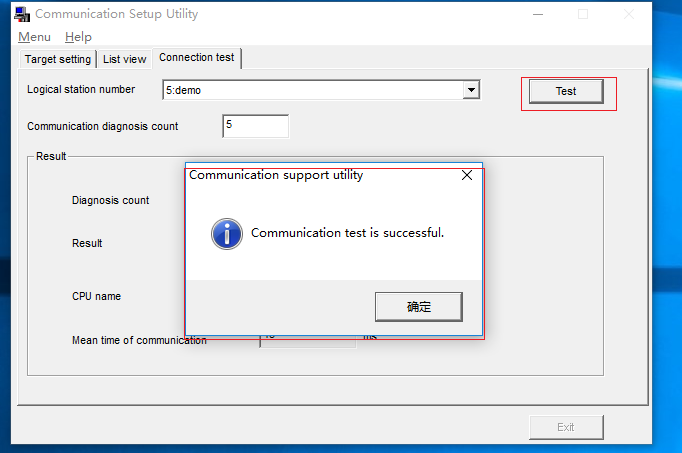 Communication Setup Utility
Menu Help
Target setting List view Connection test
Logical station number 5:demo Test
Communication diagnosis count 5
Result
Communication support utility
Diagnosis count
Communication test is successful.
Result
CPU name
确定
Mean time of communication ms
Exit